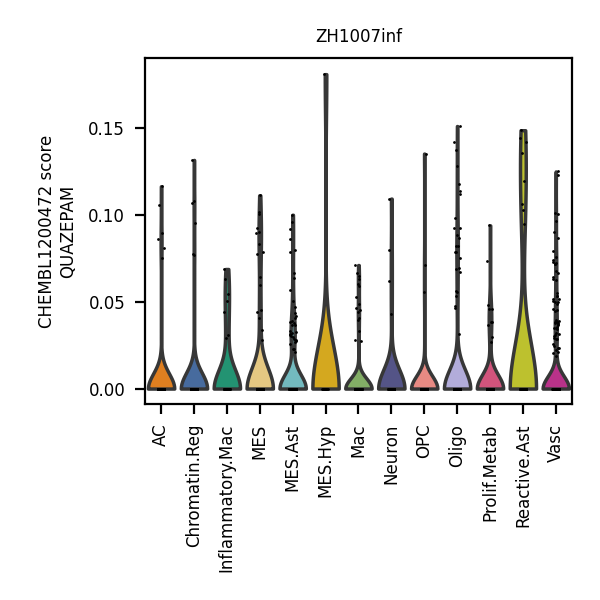 ZH1007inf
CHEMBL1200472 score
QUAZEPAM
0.15
0.10
0.05
0.00
AC
Chromatin.Reg
Inflammatory.Mac
MES
MES.Ast
MES.Hyp
Mac
Neuron
OPC
Oligo
Prolif.Metab
Reactive.Ast
Vasc